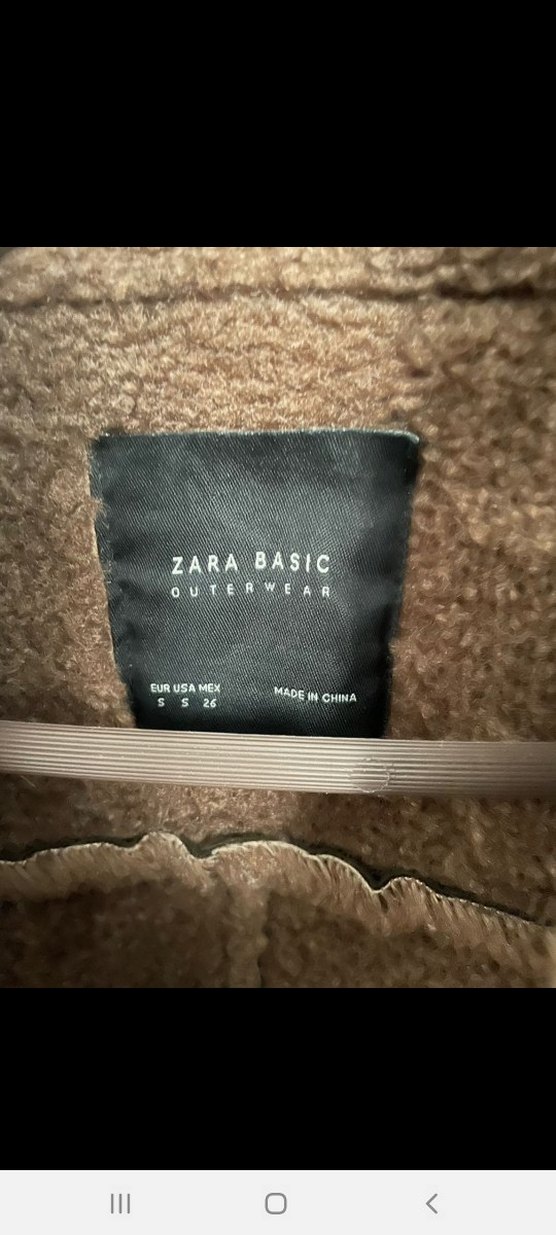 ZARA BASIC
OUTERWEAR
EUR USA MEX
S S 26
MADE IN CHINA